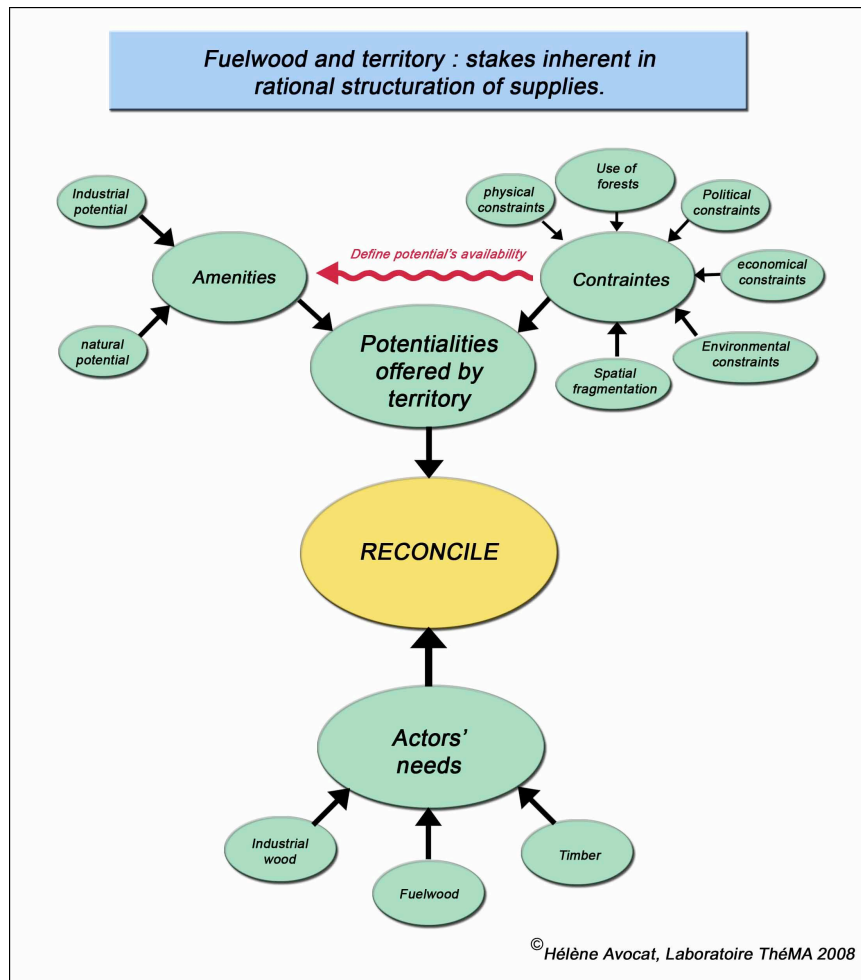 Fuelwood and territory : stakes inherent in
rational structuration of supplies.
Industrial
potential
natural
potential
Amenities
Define potential's availability
physical
constraints
Use of
forests
Political
constraints
economical
constraints
Environmental
constraints
Spatial
fragmentation
Contraintes
Potentialities
offered by
territory
RECONCILE
Actors'
needs
Industrial
wood
Fuelwood
Timber
©Hélène Avocat, Laboratoire ThéMA 2008